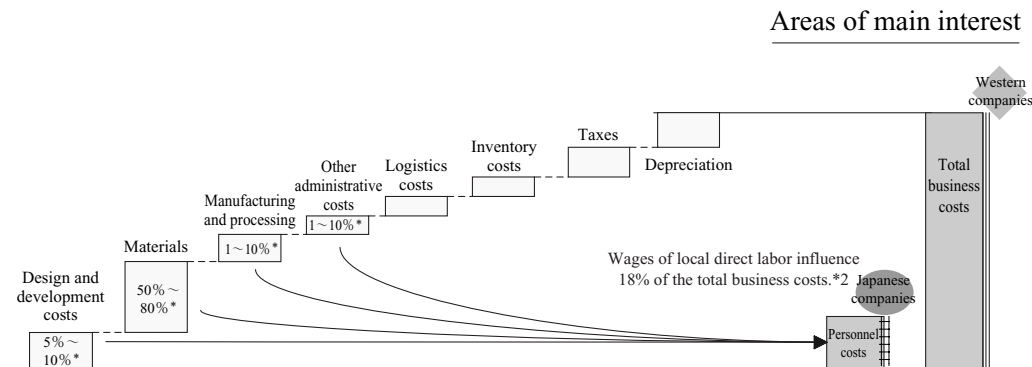 Areas of main interest
Western
companies
Taxes
Inventory
costs
Depreciation
Total
business
costs
Other
administrative
costs
Logistics
costs
Manufacturing
and processing
1~10%*
1~10%*
Materials
50%~
80%*
Wages of local direct labor influence
18% of the total business costs.*2
Japanese
companies
Design and
development
costs
5%~
10%*
Personnel
costs